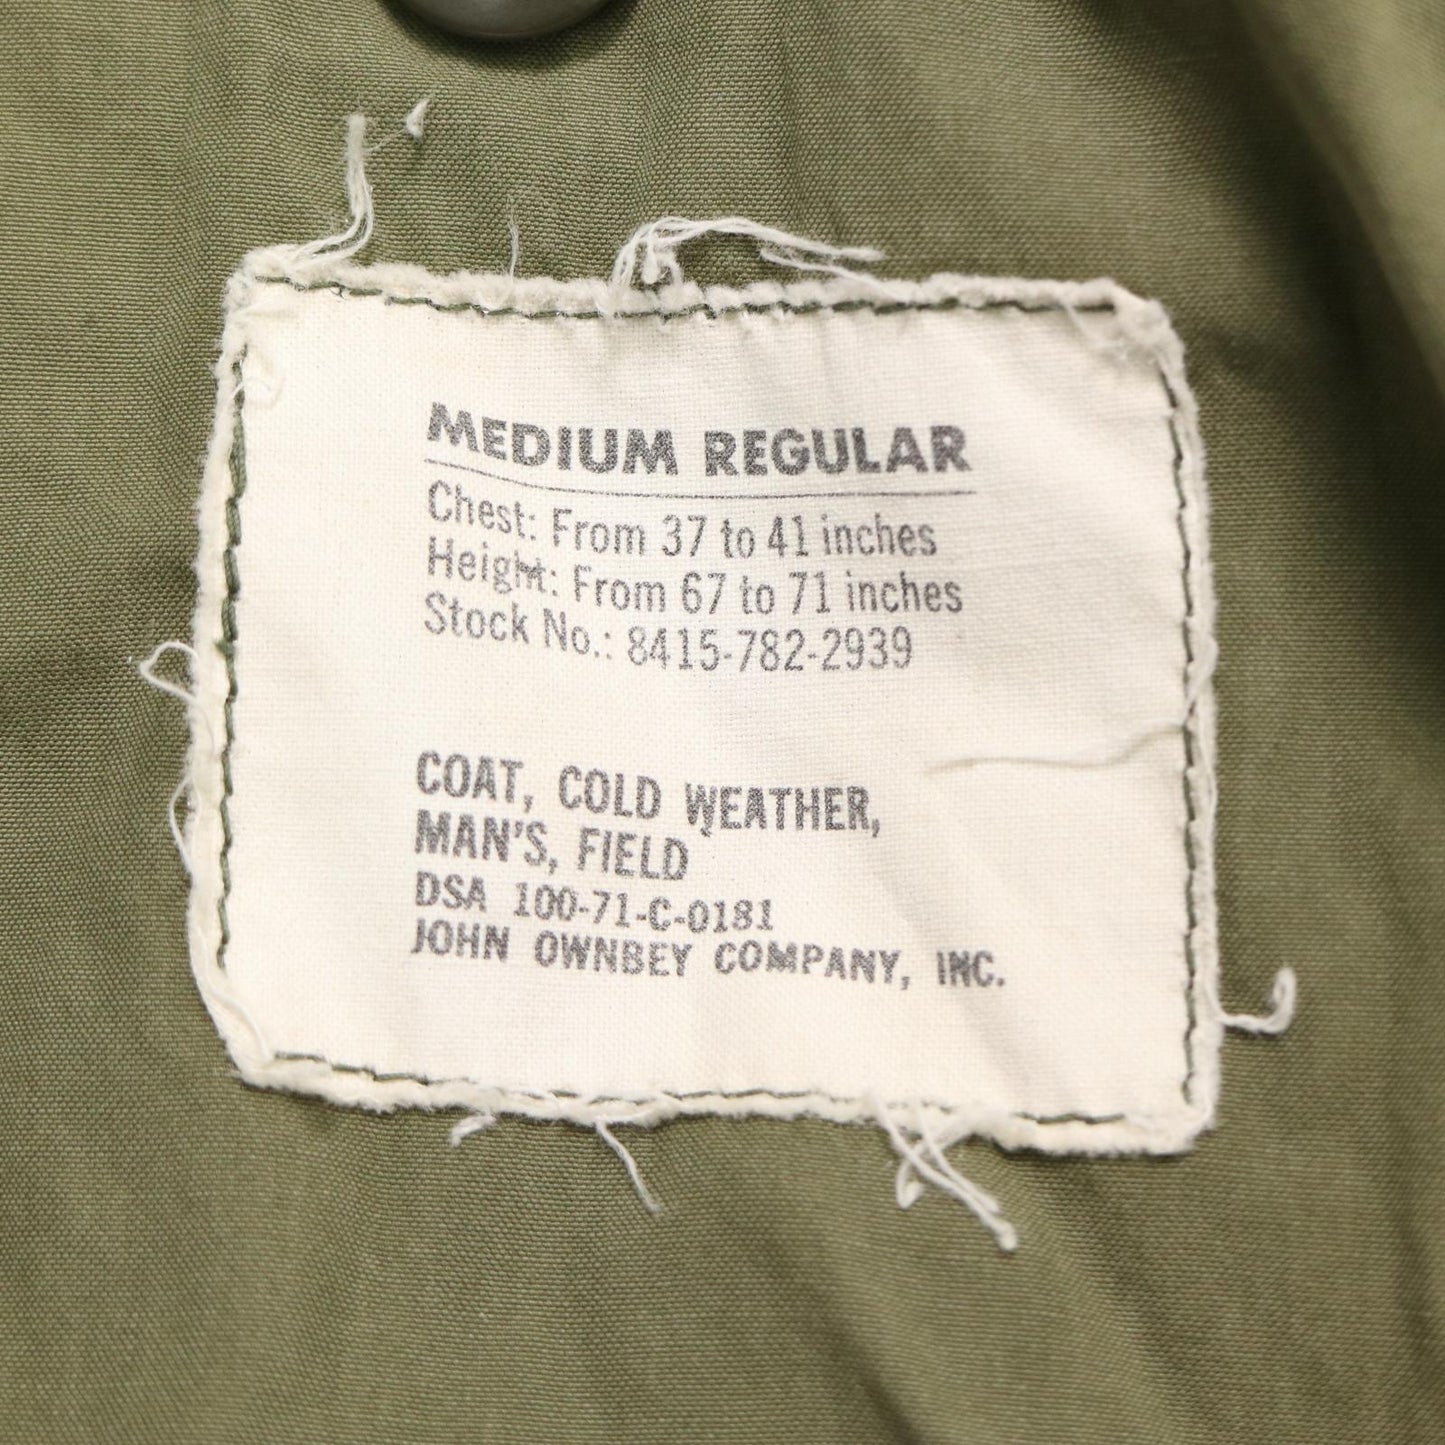 MEDIUM REGULAR
Chest: From 37 to 41 inches
Height: From 67 to 71 inches
Stock No.: 8415-782-2939
COAT, COLD WEATHER,
MAN'S, FIELD
DSA 100-71-C-0181
JOHN OWNBEY COMPANY, INC.